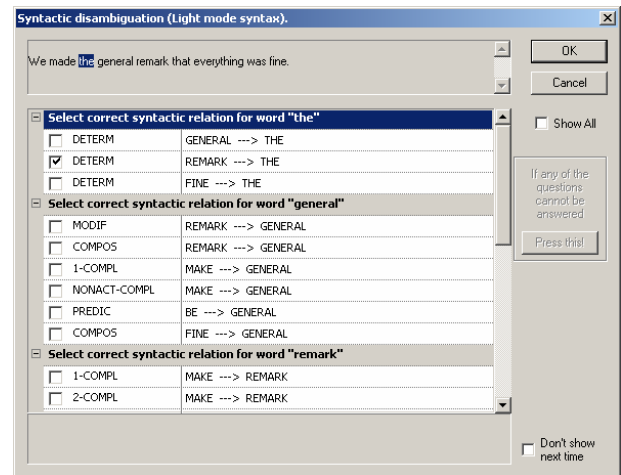 Syntactic disambiguation (Light mode syntax).
We made the general remark that everything was fine.
OK
Cancel
Show All
If any of the
questions
cannot be
answered
Press this!
Select correct syntactic relation for word "the"
DETERM GENERAL ---> THE
DETERM REMARK ---> THE
DETERM FINE ---> THE
Select correct syntactic relation for word "general"
MODIF REMARK ---> GENERAL
COMPOS REMARK ---> GENERAL
1-COMPL MAKE ---> GENERAL
NONACT-COMPL MAKE ---> GENERAL
PREDIC BE ---> GENERAL
COMPOS FINE ---> GENERAL
Select correct syntactic relation for word "remark"
1-COMPL MAKE ---> REMARK
2-COMPL MAKE ---> REMARK
Don't show
next time